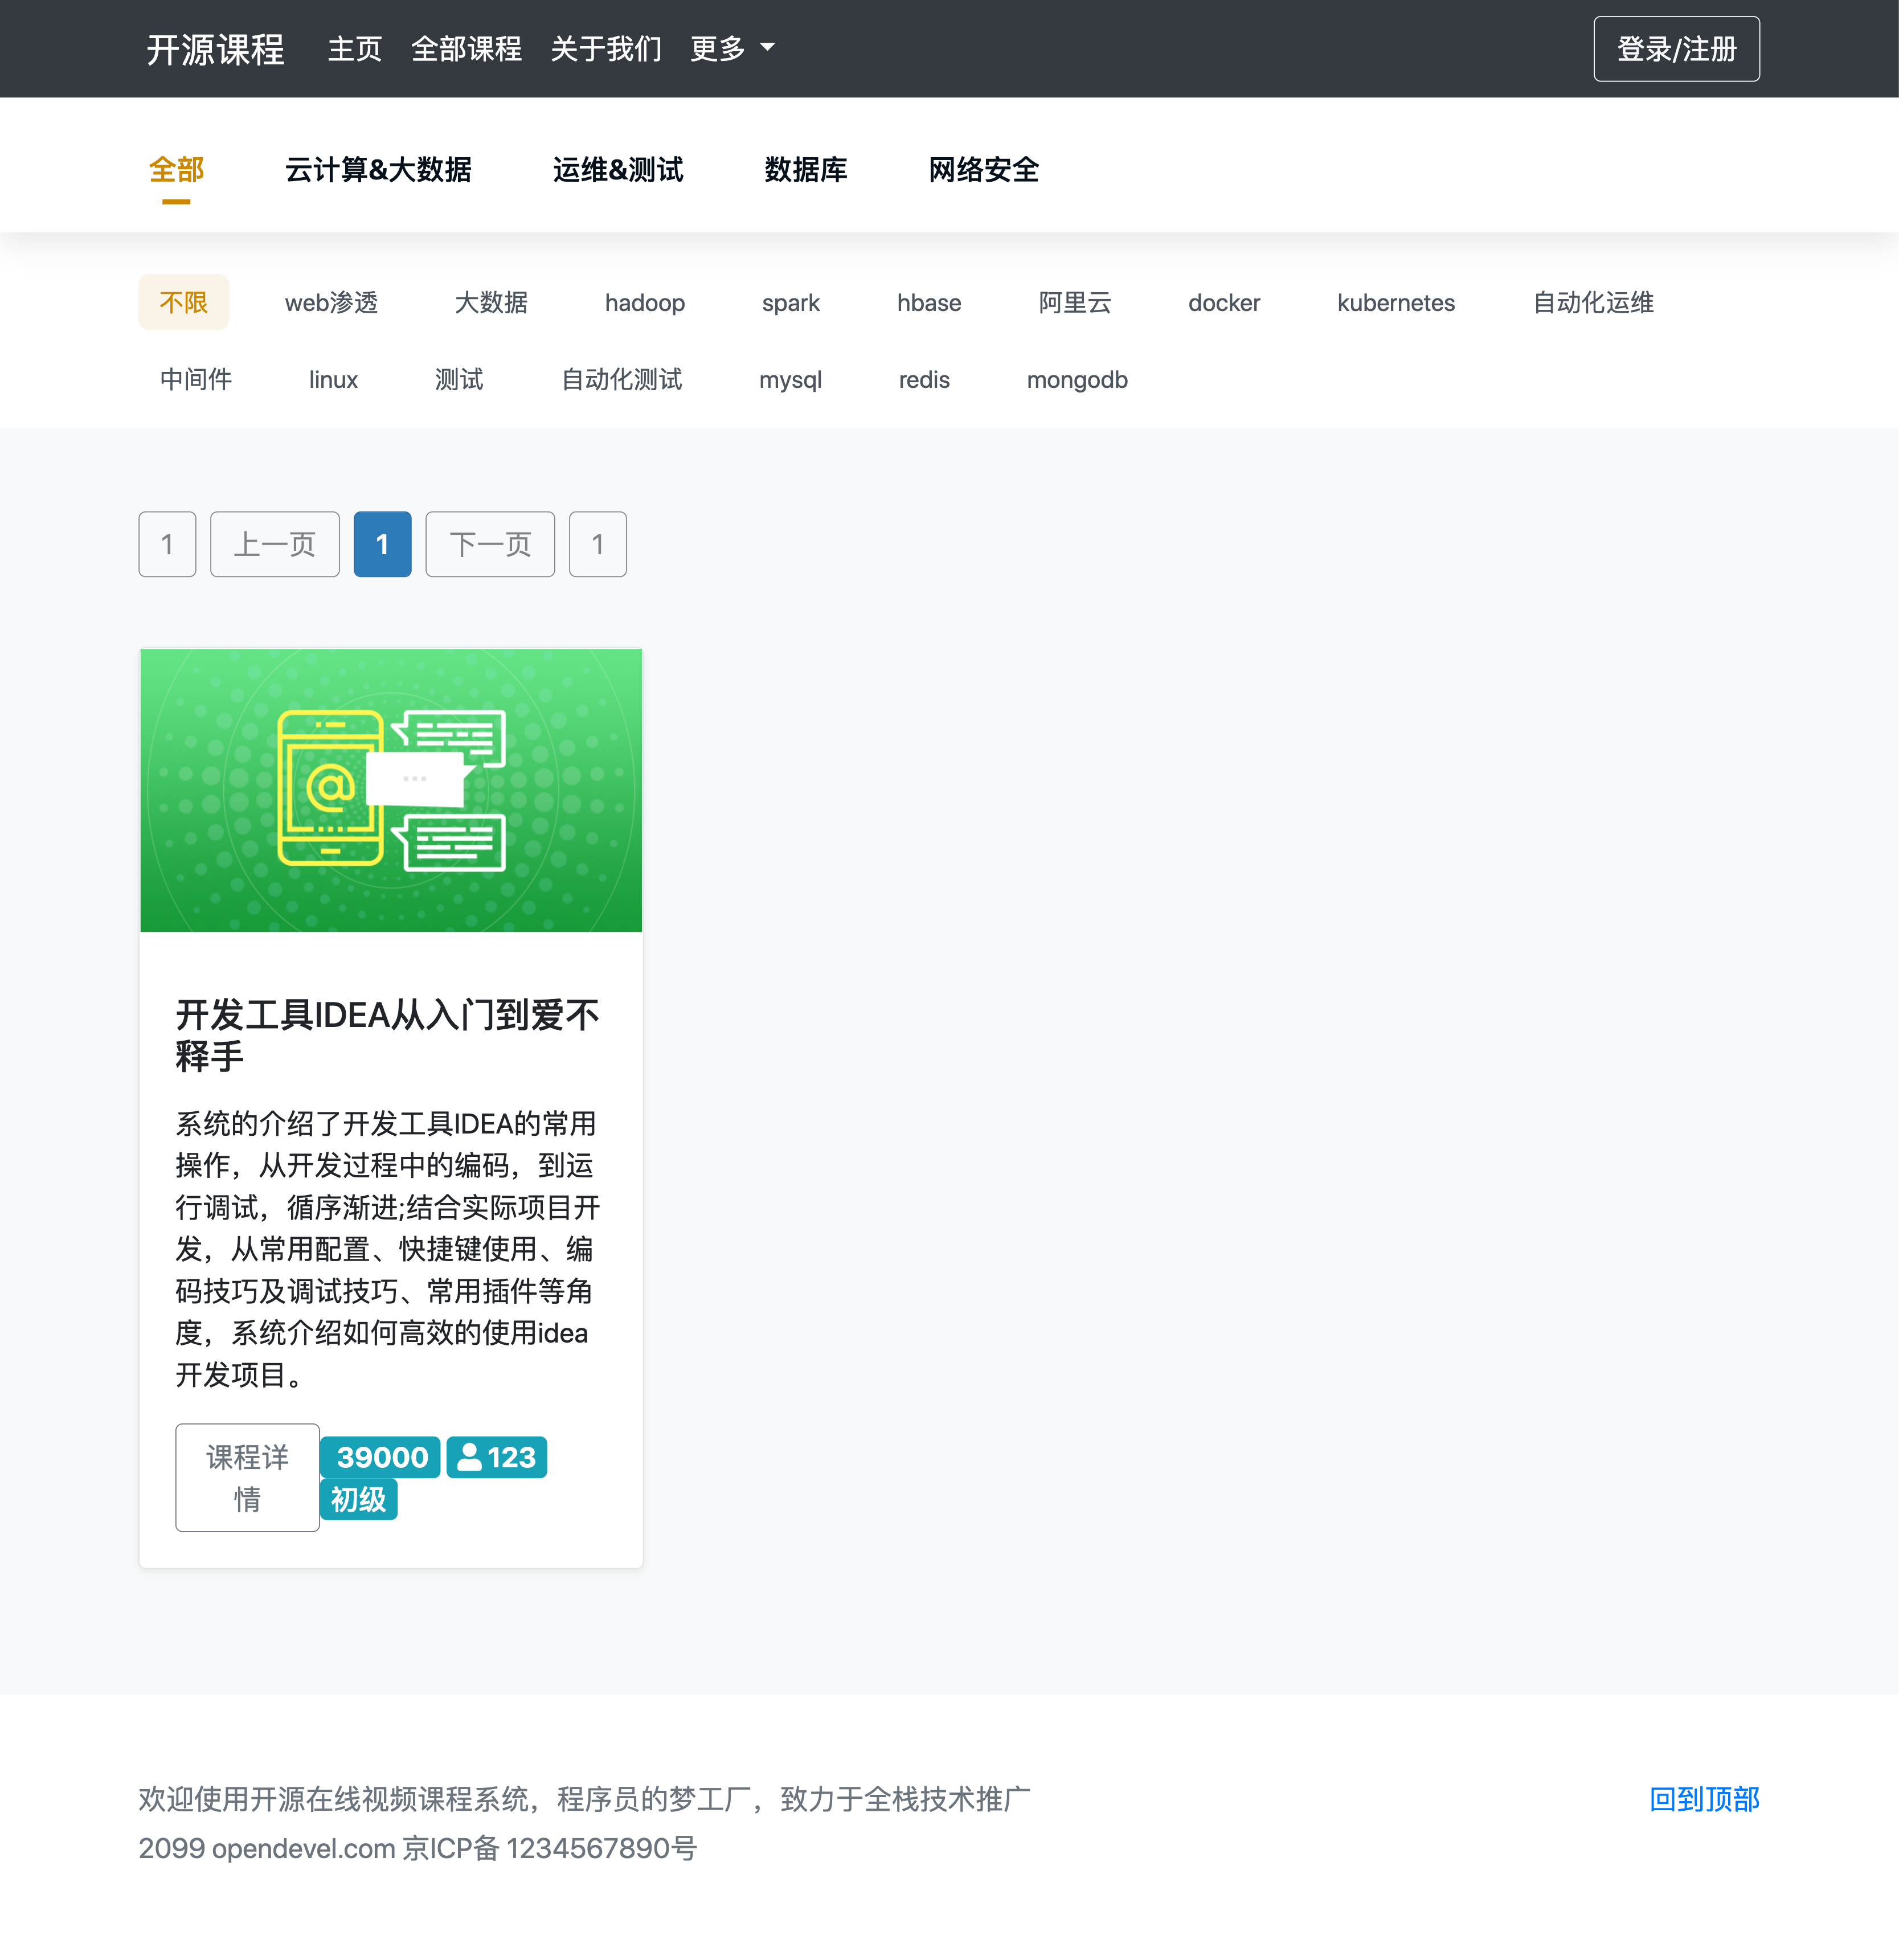 开源课程 主页 全部课程 关于我们 更多 登录/注册
全部 云计算&大数据 运维&测试 数据库 网络安全
不限 web渗透 大数据 hadoop spark hbase 阿里云 docker kubernetes 自动化运维
中间件 linux 测试 自动化测试 mysql redis mongodb
1 上一页 1 下一页 1
@
开发工具IDEA从入门到爱不
释手
系统的介绍了开发工具IDEA的常用
操作，从开发过程中的编码，到运
行调试，循序渐进;结合实际项目开
发，从常用配置、快捷键使用、编
码技巧及调试技巧、常用插件等角
度，系统介绍如何高效的使用idea
开发项目。
课程详
情
39000 123
初级
欢迎使用开源在线视频课程系统，程序员的梦工厂，致力于全栈技术推广 回到顶部
2099 opendevel.com 京ICP备 1234567890号